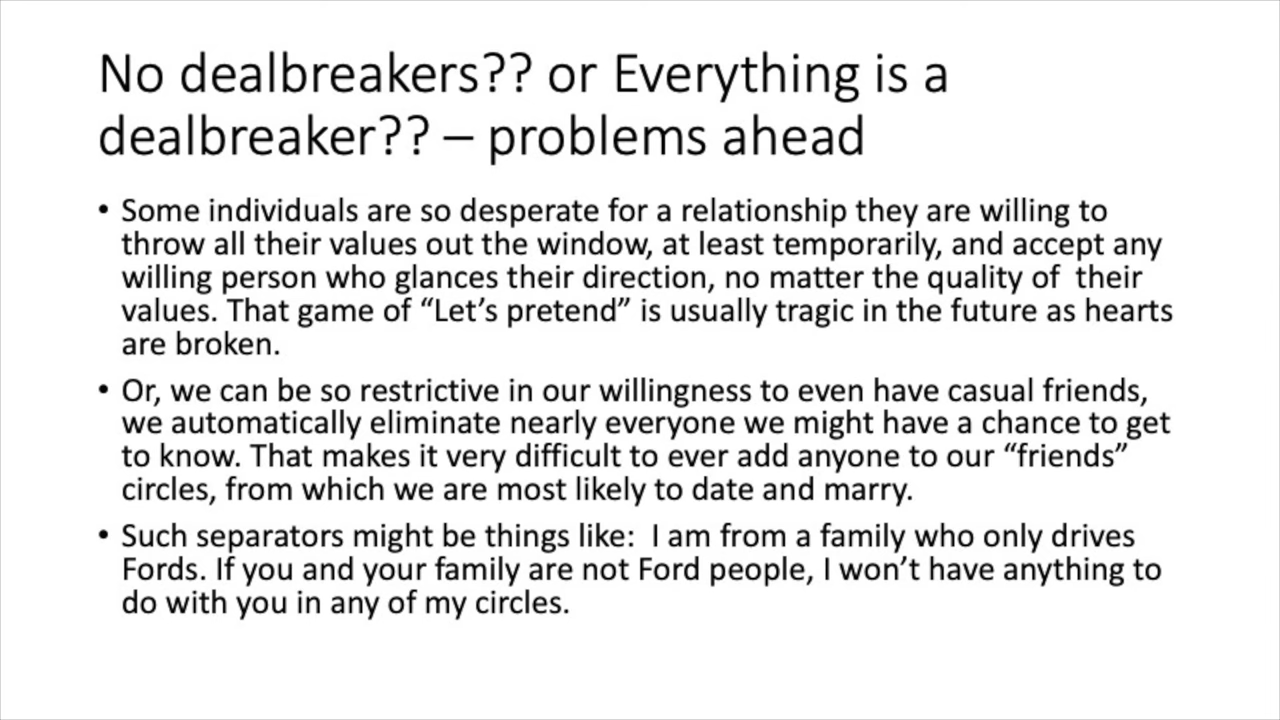 No dealbreakers?? or Everything is a
dealbreaker?? – problems ahead
• Some individuals are so desperate for a relationship they are willing to
throw all their values out the window, at least temporarily, and accept any
willing person who glances their direction, no matter the quality of  their
values. That game of “Let’s pretend” is usually tragic in the future as hearts
are broken.
• Or, we can be so restrictive in our willingness to even have casual friends,
we automatically eliminate nearly everyone we might have a chance to get
to know. That makes it very difficult to ever add anyone to our “friends”
circles, from which we are most likely to date and marry.
• Such separators might be things like:  I am from a family who only drives
Fords. If you and your family are not Ford people, I won’t have anything to
do with you in any of my circles.